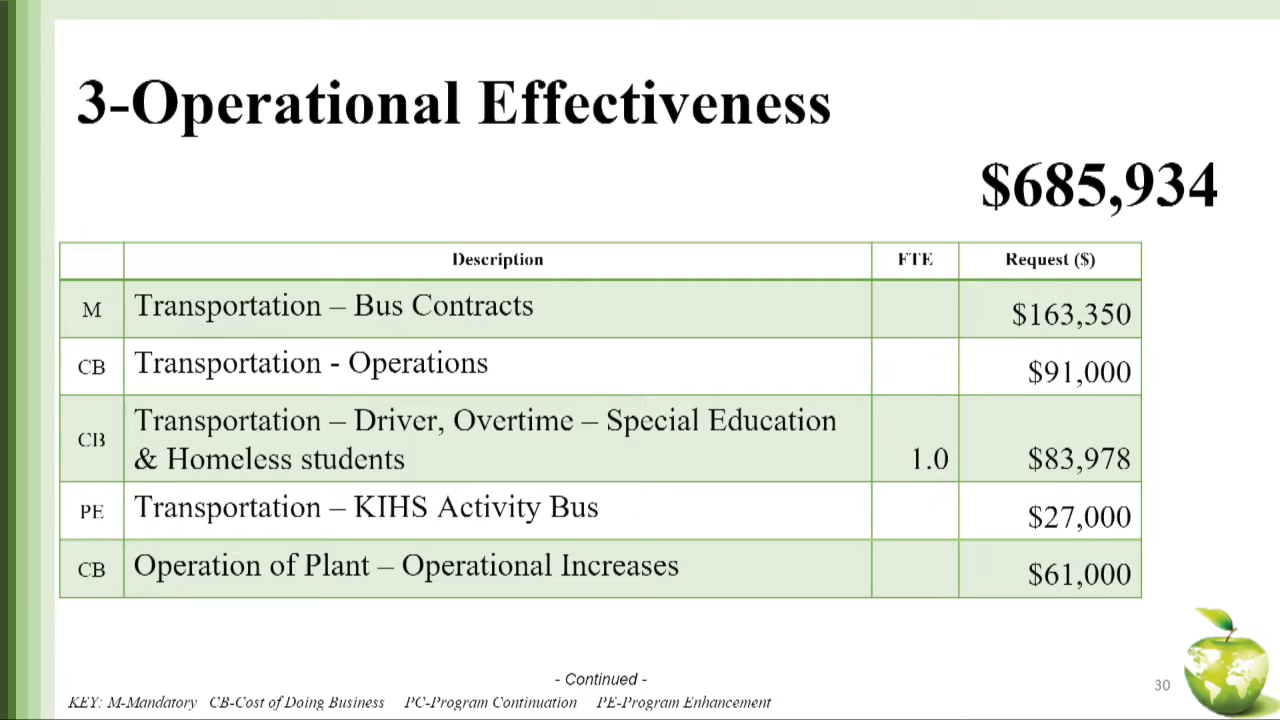 3-Operational Effectiveness
$685,934
Description FTE Request ($)
M Transportation – Bus Contracts $163,350
CB Transportation - Operations $91,000
CB Transportation – Driver, Overtime – Special Education
& Homeless students 1.0 $83,978
PE Transportation – KIHS Activity Bus $27,000
CB Operation of Plant – Operational Increases $61,000
- Continued -
30
KEY: M-Mandatory CB-Cost of Doing Business PC-Program Continuation PE-Program Enhancement